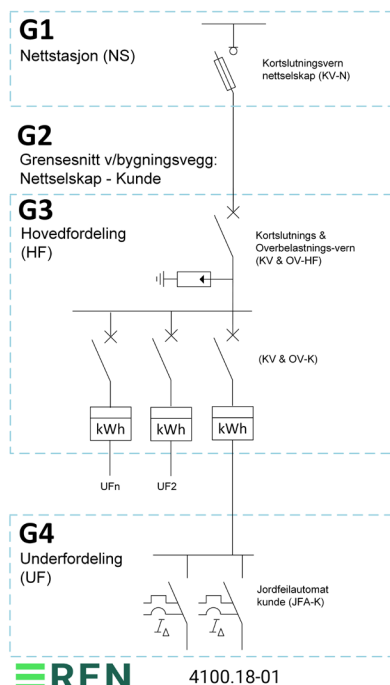 G1
Nettstasjon (NS)
Kortslutningsvern
nettselskap (KV-N)
G2
Grensesnitt v/bygningsvegg:
Nettselskap - Kunde
G3
Hovedfordeling
(HF)
Kortslutnings &
Overbelastnings-vern
(KV & OV-HF)
(KV & OV-K)
kWh kWh kWh
UFn UF2
G4
Underfordeling
(UF)
Jordfeilautomat
kunde (JFA-K)
I∆ I∆
REN 4100.18-01